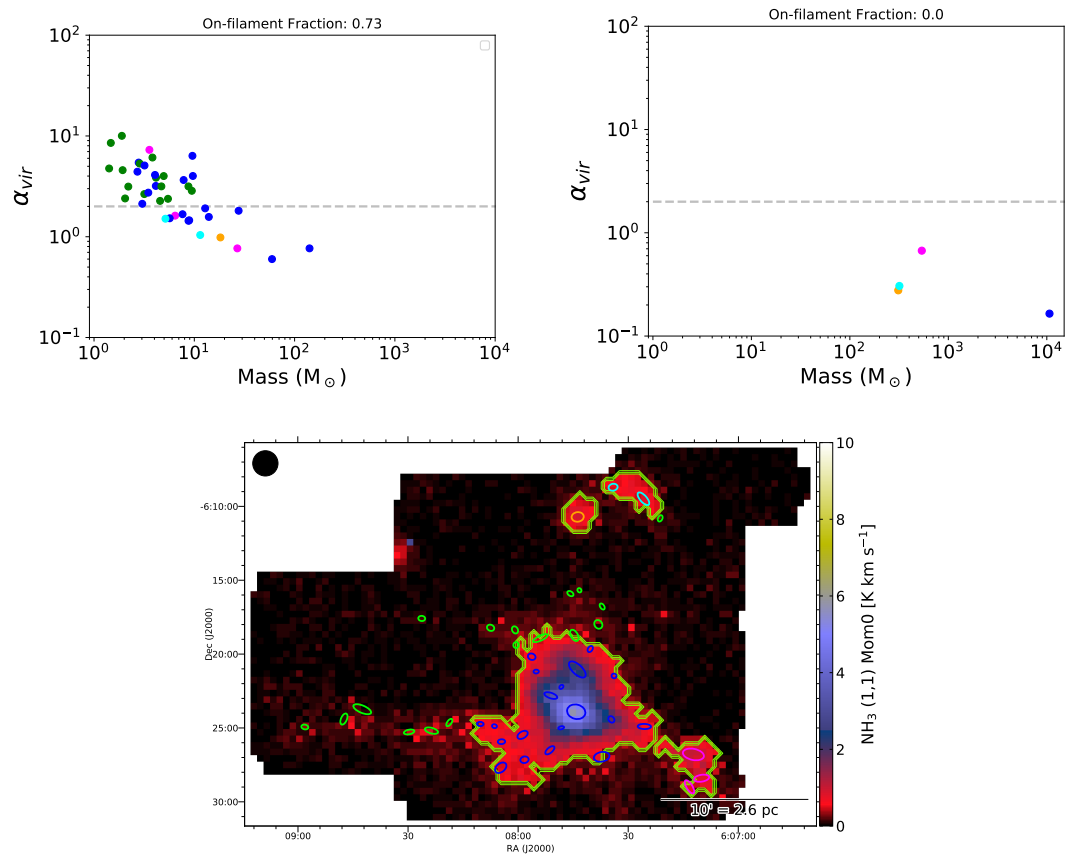 On-filament Fraction: 0.73
10²
10¹
10⁰
10⁻¹
α_vir
10⁰ 10¹ 10² 10³ 10⁴
Mass (M⊙)
On-filament Fraction: 0.0
10²
10¹
10⁰
10⁻¹
α_vir
10⁰ 10² 10³ 10⁴
Mass (M⊙)
-6:10:00
15:00
20:00
25:00
30:00
Dec (J2000)
09:00 30 08:00 30 6:07:00
RA (J2000)
10' = 2.6 pc
10
8
6
4
2
0
NH₃ (1,1) Mom0 [K km s⁻¹]